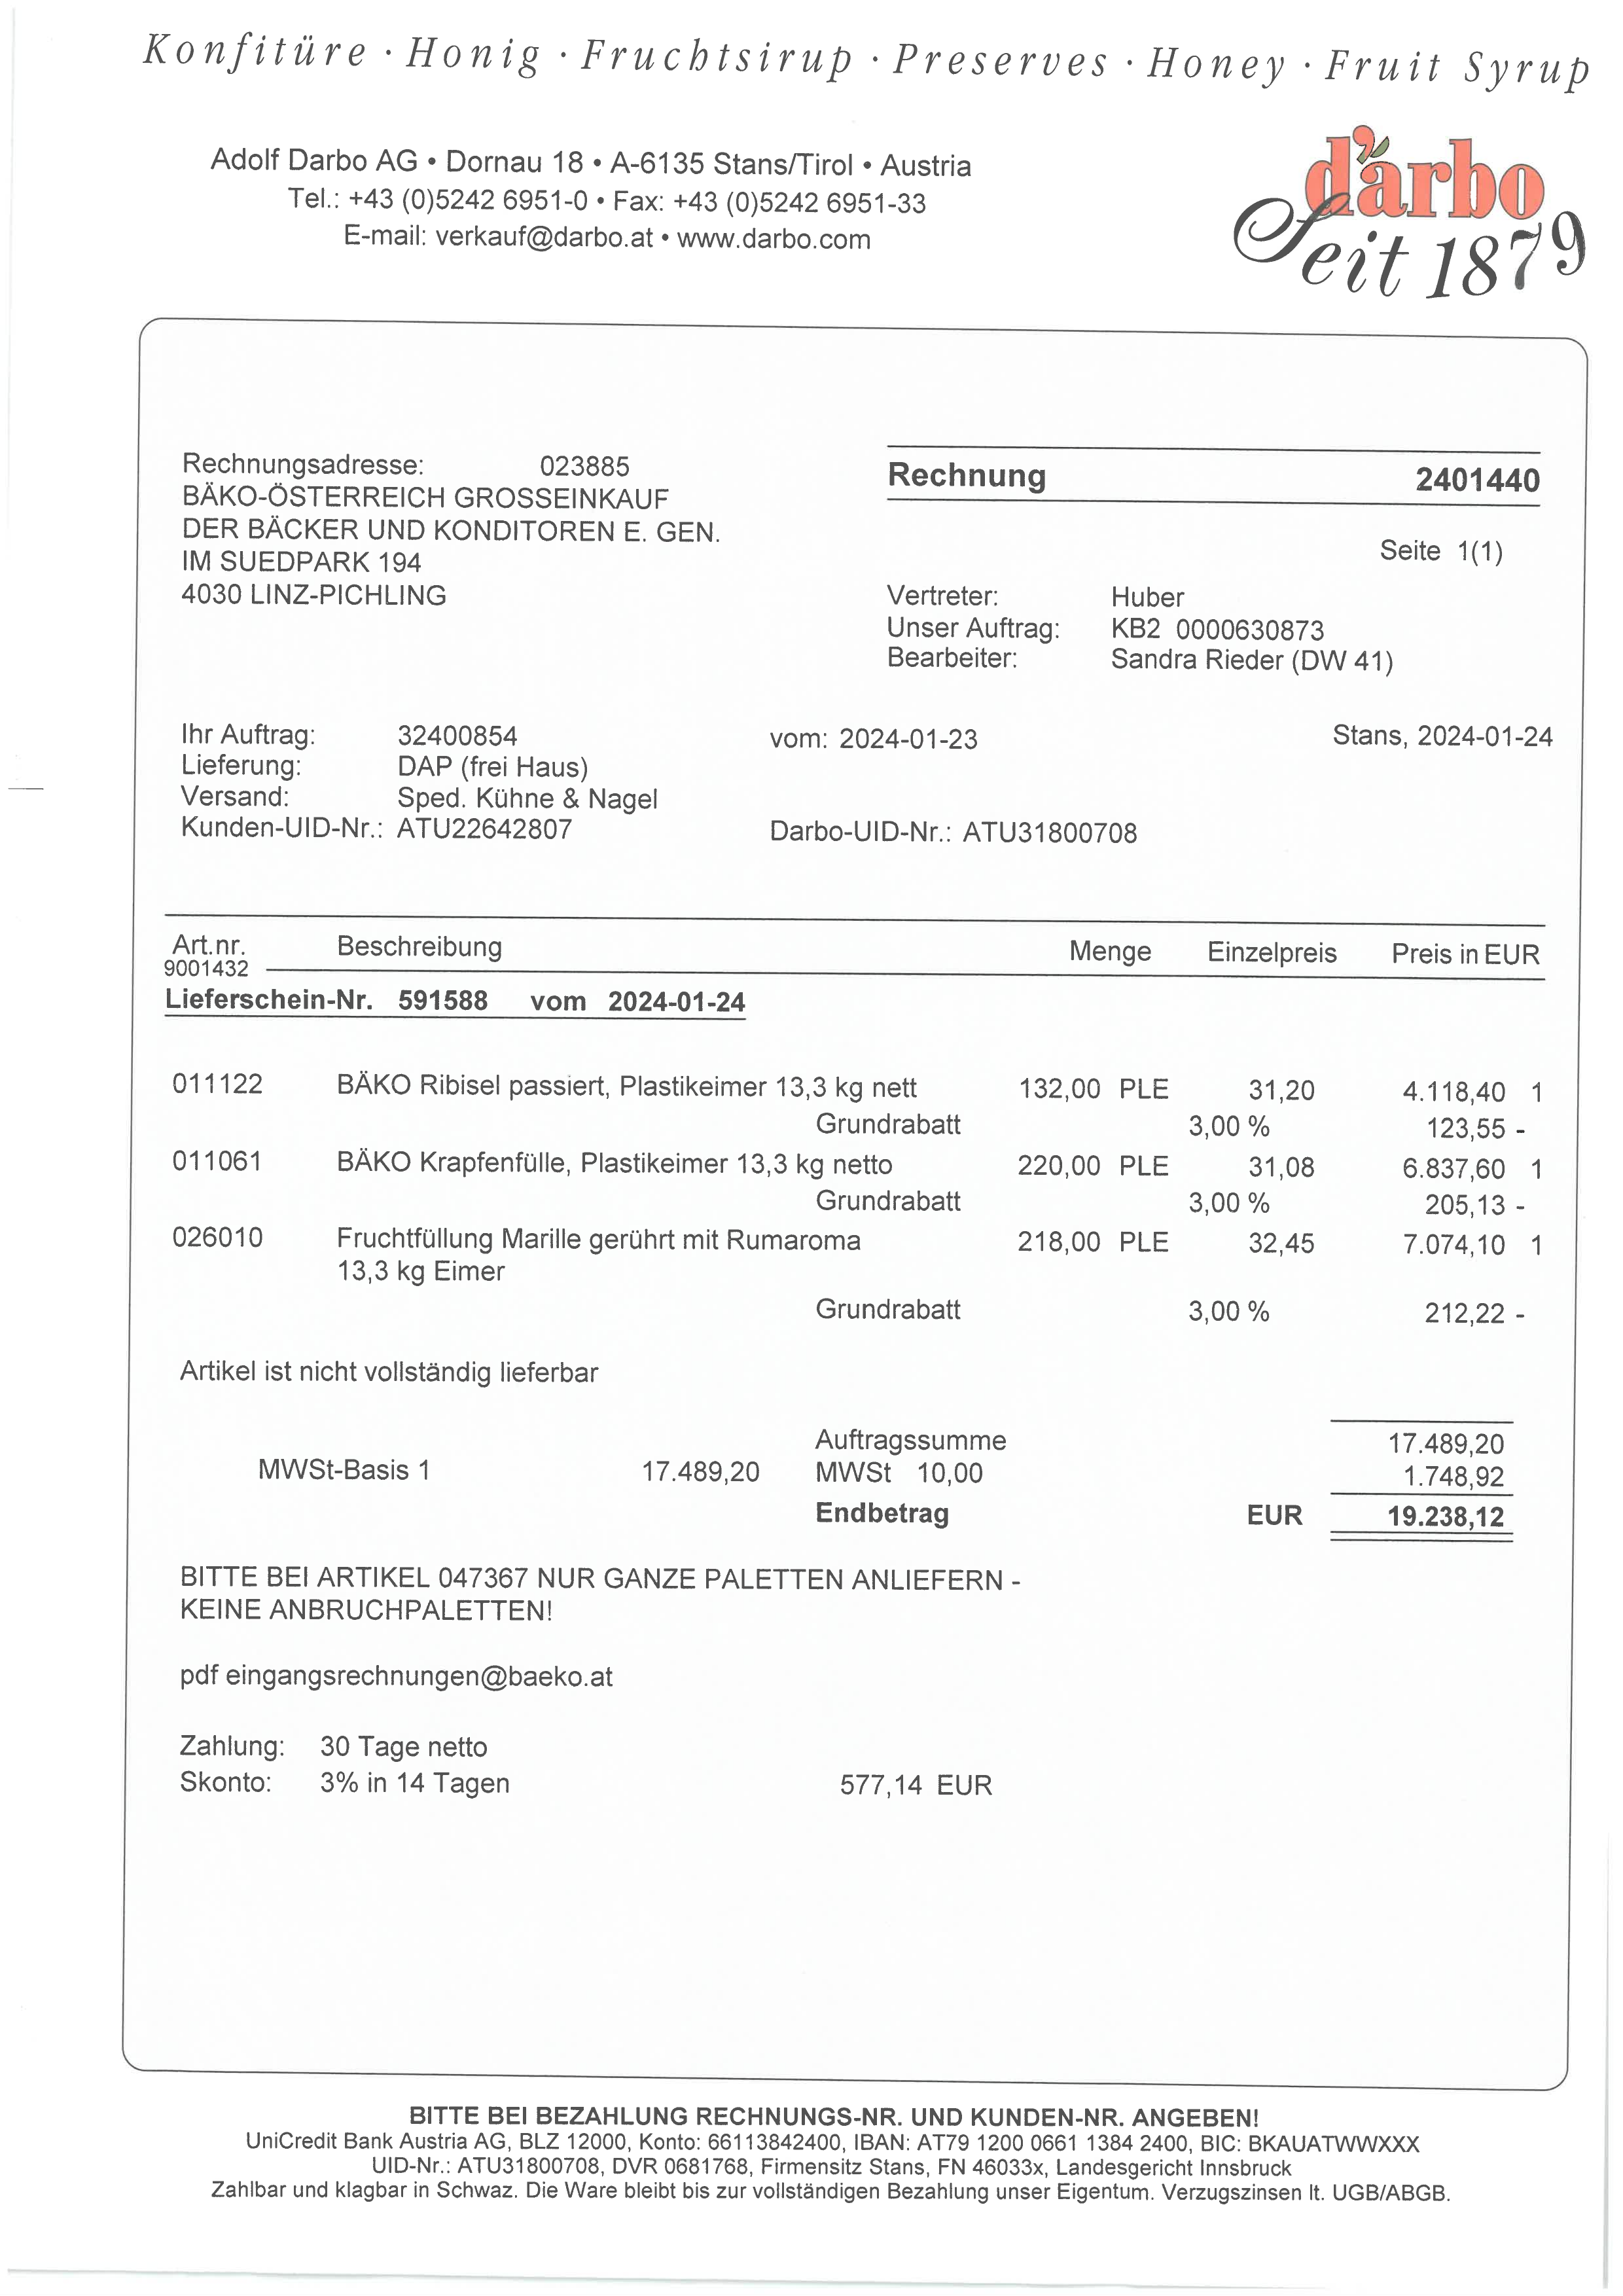 Konfitüre · Honig · Fruchtsirup · Preserves · Honey · Fruit Syrup
Adolf Darbo AG • Dornau 18 • A-6135 Stans/Tirol • Austria
Tel.: +43 (0)5242 6951-0 • Fax: +43 (0)5242 6951-33
E-mail: verkauf@darbo.at • www.darbo.com
d'arbo
Seit 1879
Rechnungsadresse: 023885
BÄKO-ÖSTERREICH GROSSEINKAUF
DER BÄCKER UND KONDITOREN E. GEN.
IM SUEDPARK 194
4030 LINZ-PICHLING
Rechnung 2401440
Seite 1(1)
Vertreter: Huber
Unser Auftrag: KB2 0000630873
Bearbeiter: Sandra Rieder (DW 41)
Ihr Auftrag: 32400854 vom: 2024-01-23 Stans, 2024-01-24
Lieferung: DAP (frei Haus)
Versand: Sped. Kühne & Nagel
Kunden-UID-Nr.: ATU22642807 Darbo-UID-Nr.: ATU31800708
Art.nr. Beschreibung Menge Einzelpreis Preis in EUR
9001432
Lieferschein-Nr. 591588 vom 2024-01-24
011122 BÄKO Ribisel passiert, Plastikeimer 13,3 kg nett 132,00 PLE 31,20 4.118,40 1
Grundrabatt 3,00 % 123,55 -
011061 BÄKO Krapfenfülle, Plastikeimer 13,3 kg netto 220,00 PLE 31,08 6.837,60 1
Grundrabatt 3,00 % 205,13 -
026010 Fruchtfüllung Marille gerührt mit Rumaroma 218,00 PLE 32,45 7.074,10 1
13,3 kg Eimer
Grundrabatt 3,00 % 212,22 -
Artikel ist nicht vollständig lieferbar
Auftragssumme 17.489,20
MWSt-Basis 1 17.489,20 MWSt 10,00 1.748,92
Endbetrag EUR 19.238,12
BITTE BEI ARTIKEL 047367 NUR GANZE PALETTEN ANLIEFERN -
KEINE ANBRUCHPALETTEN!
pdf eingangsrechnungen@baeko.at
Zahlung: 30 Tage netto
Skonto: 3% in 14 Tagen 577,14 EUR
BITTE BEI BEZAHLUNG RECHNUNGS-NR. UND KUNDEN-NR. ANGEBEN!
UniCredit Bank Austria AG, BLZ 12000, Konto: 66113842400, IBAN: AT79 1200 0661 1384 2400, BIC: BKAUATWWXXX
UID-Nr.: ATU31800708, DVR 0681768, Firmensitz Stans, FN 46033x, Landesgericht Innsbruck
Zahlbar und klagbar in Schwaz. Die Ware bleibt bis zur vollständigen Bezahlung unser Eigentum. Verzugszinsen lt. UGB/ABGB.